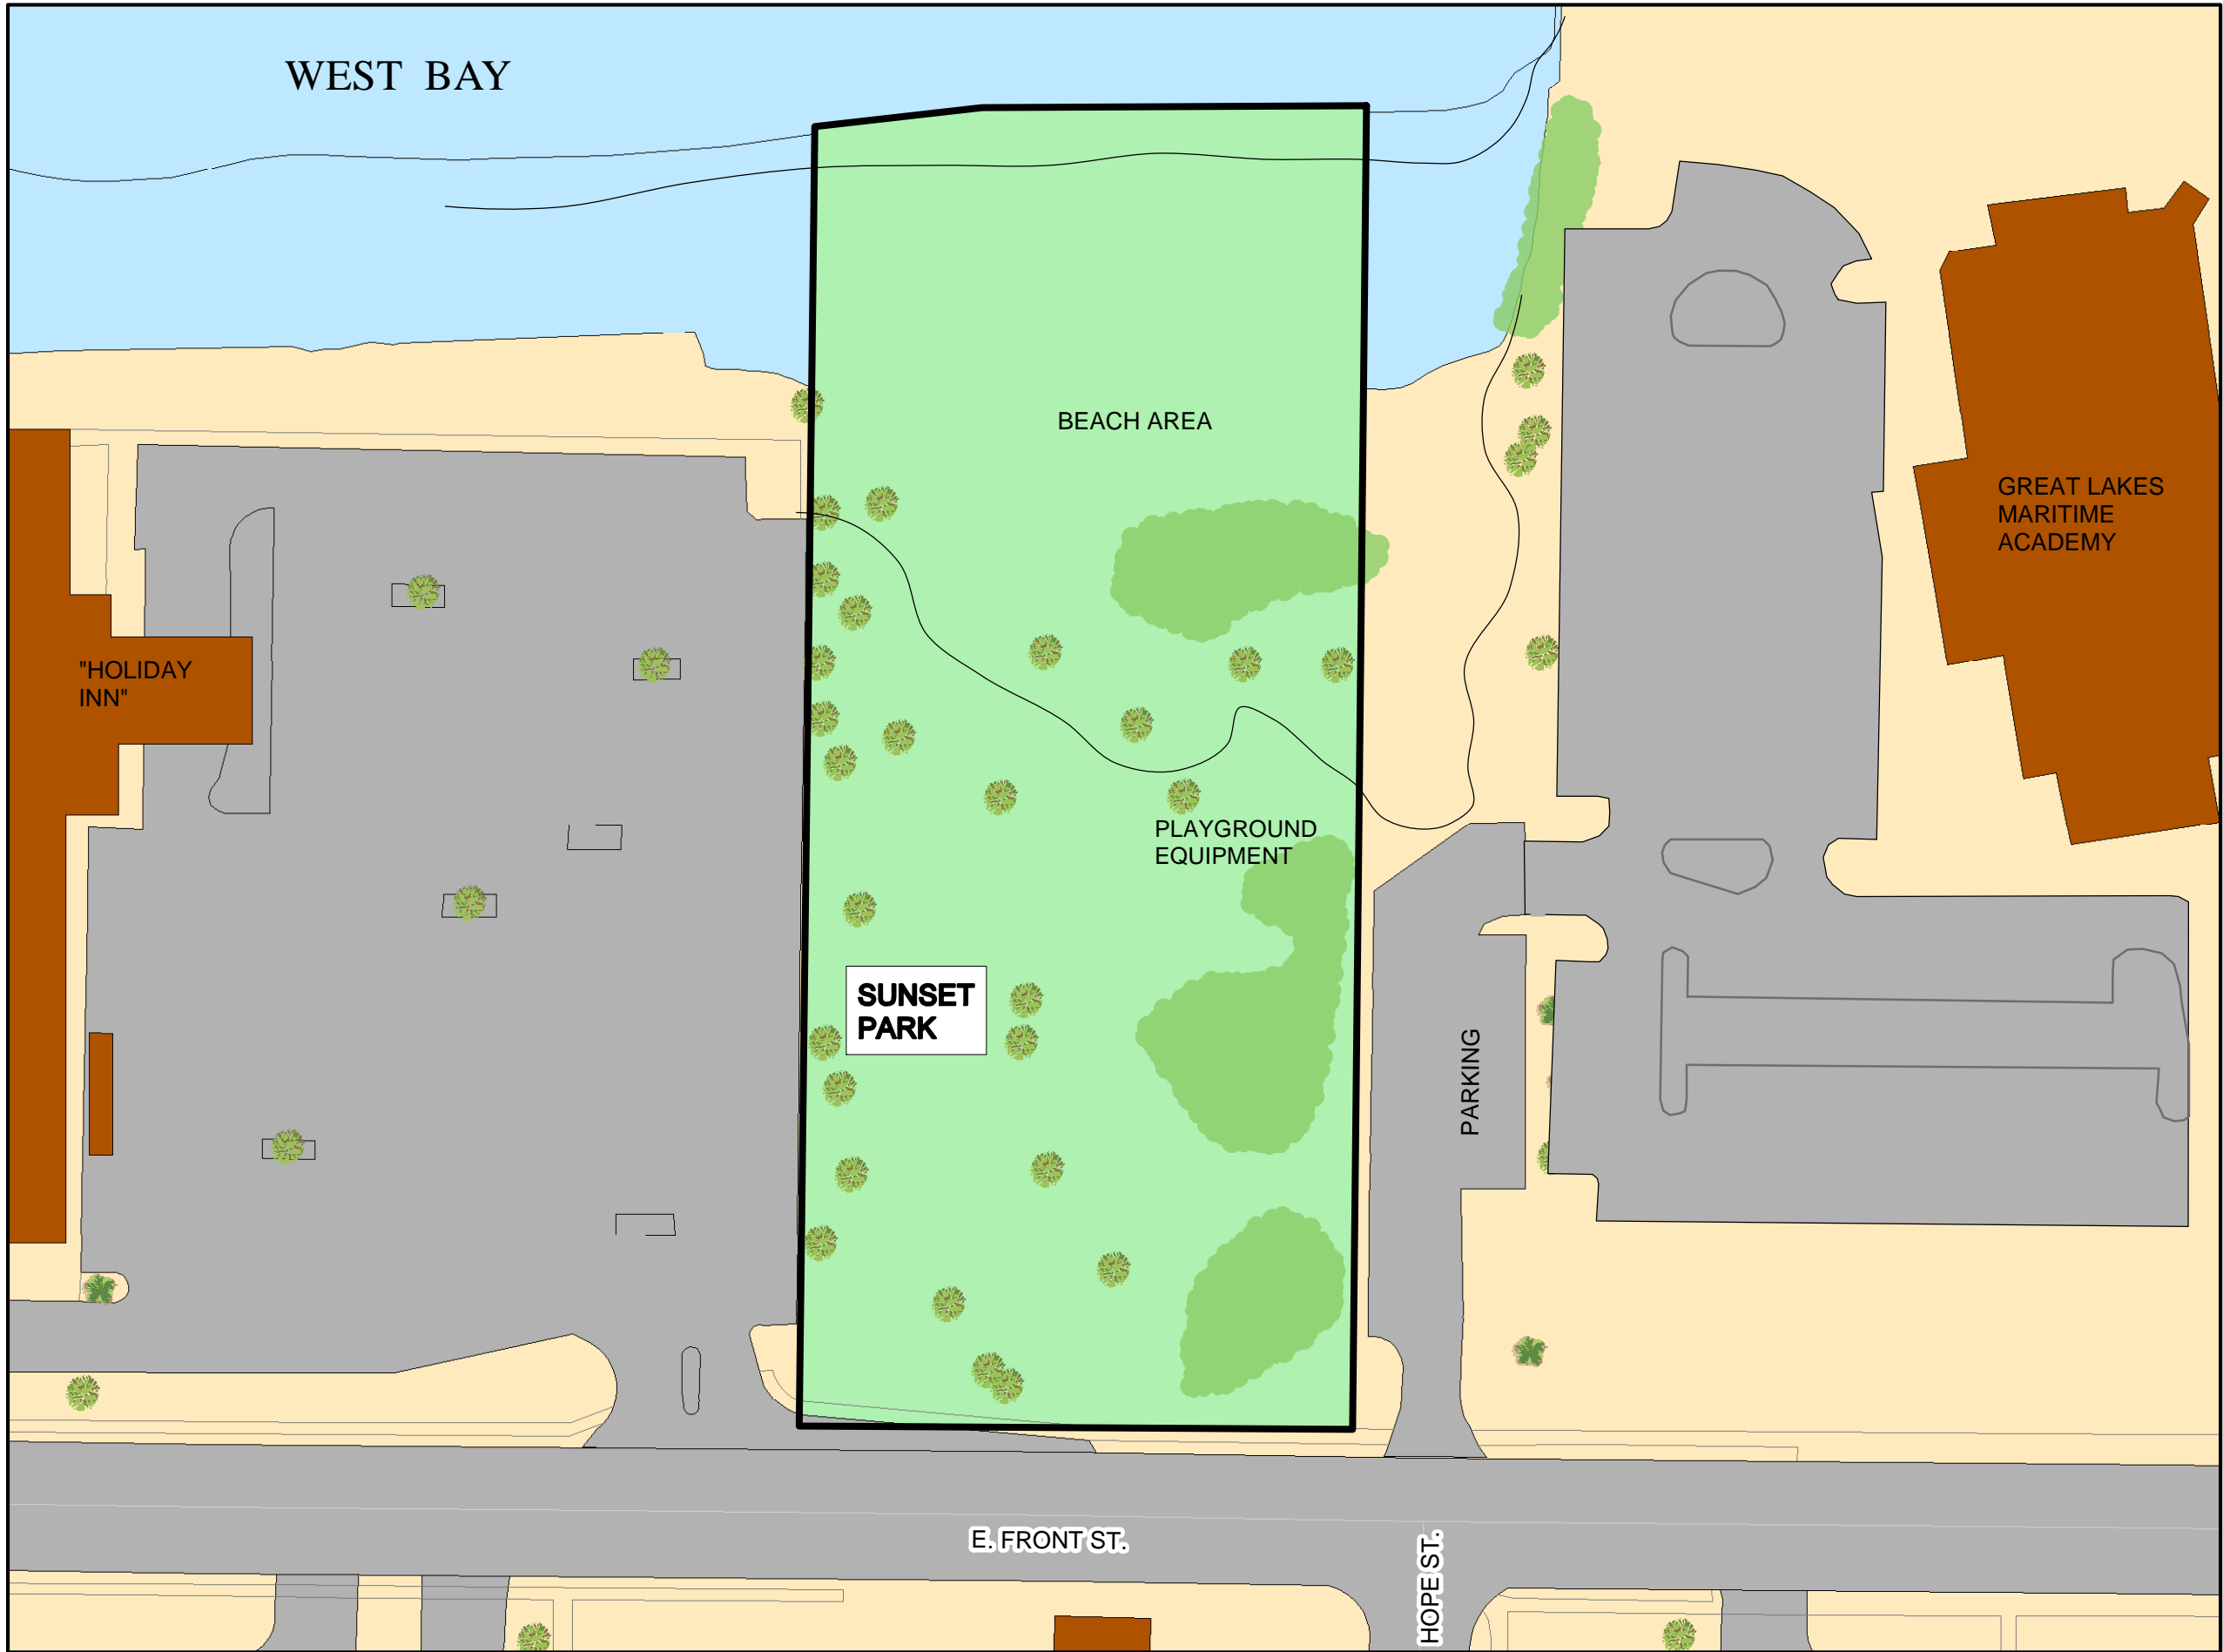 WEST BAY
BEACH AREA
GREAT LAKES
MARITIME
ACADEMY
"HOLIDAY
INN"
PLAYGROUND
EQUIPMENT
SUNSET
PARK
PARKING
E. FRONT ST.
HOPE ST.